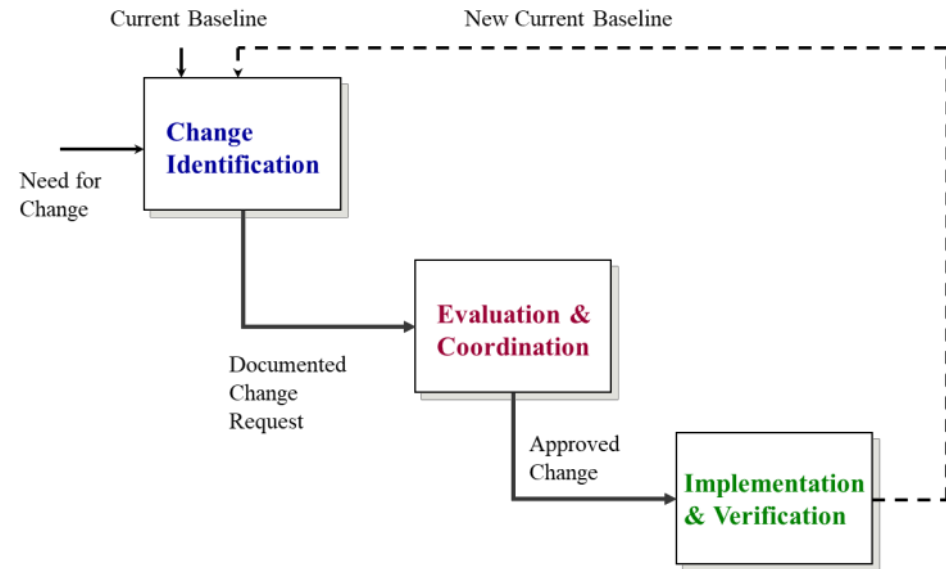 Current Baseline
New Current Baseline
Change
Identification
Need for
Change
Evaluation &
Coordination
Documented
Change
Request
Approved
Change
Implementation
& Verification